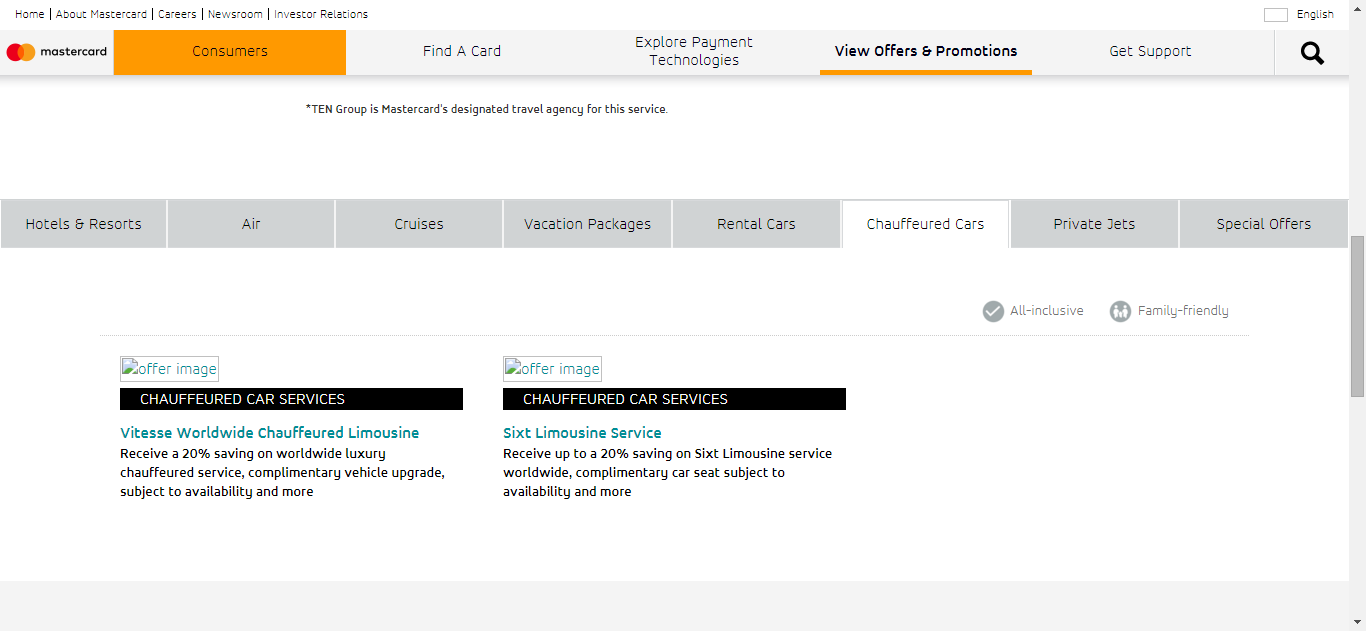 Home | About Mastercard | Careers | Newsroom | Investor Relations
English
mastercard
Consumers
Find A Card
Explore Payment
Technologies
View Offers & Promotions
Get Support
*TEN Group is Mastercard's designated travel agency for this service.
Hotels & Resorts
Air
Cruises
Vacation Packages
Rental Cars
Chauffeured Cars
Private Jets
Special Offers
All-inclusive
Family-friendly
offer image
CHAUFFEURED CAR SERVICES
Vitesse Worldwide Chauffeured Limousine
Receive a 20% saving on worldwide luxury
chauffeured service, complimentary vehicle upgrade,
subject to availability and more
offer image
CHAUFFEURED CAR SERVICES
Sixt Limousine Service
Receive up to a 20% saving on Sixt Limousine service
worldwide, complimentary car seat subject to
availability and more